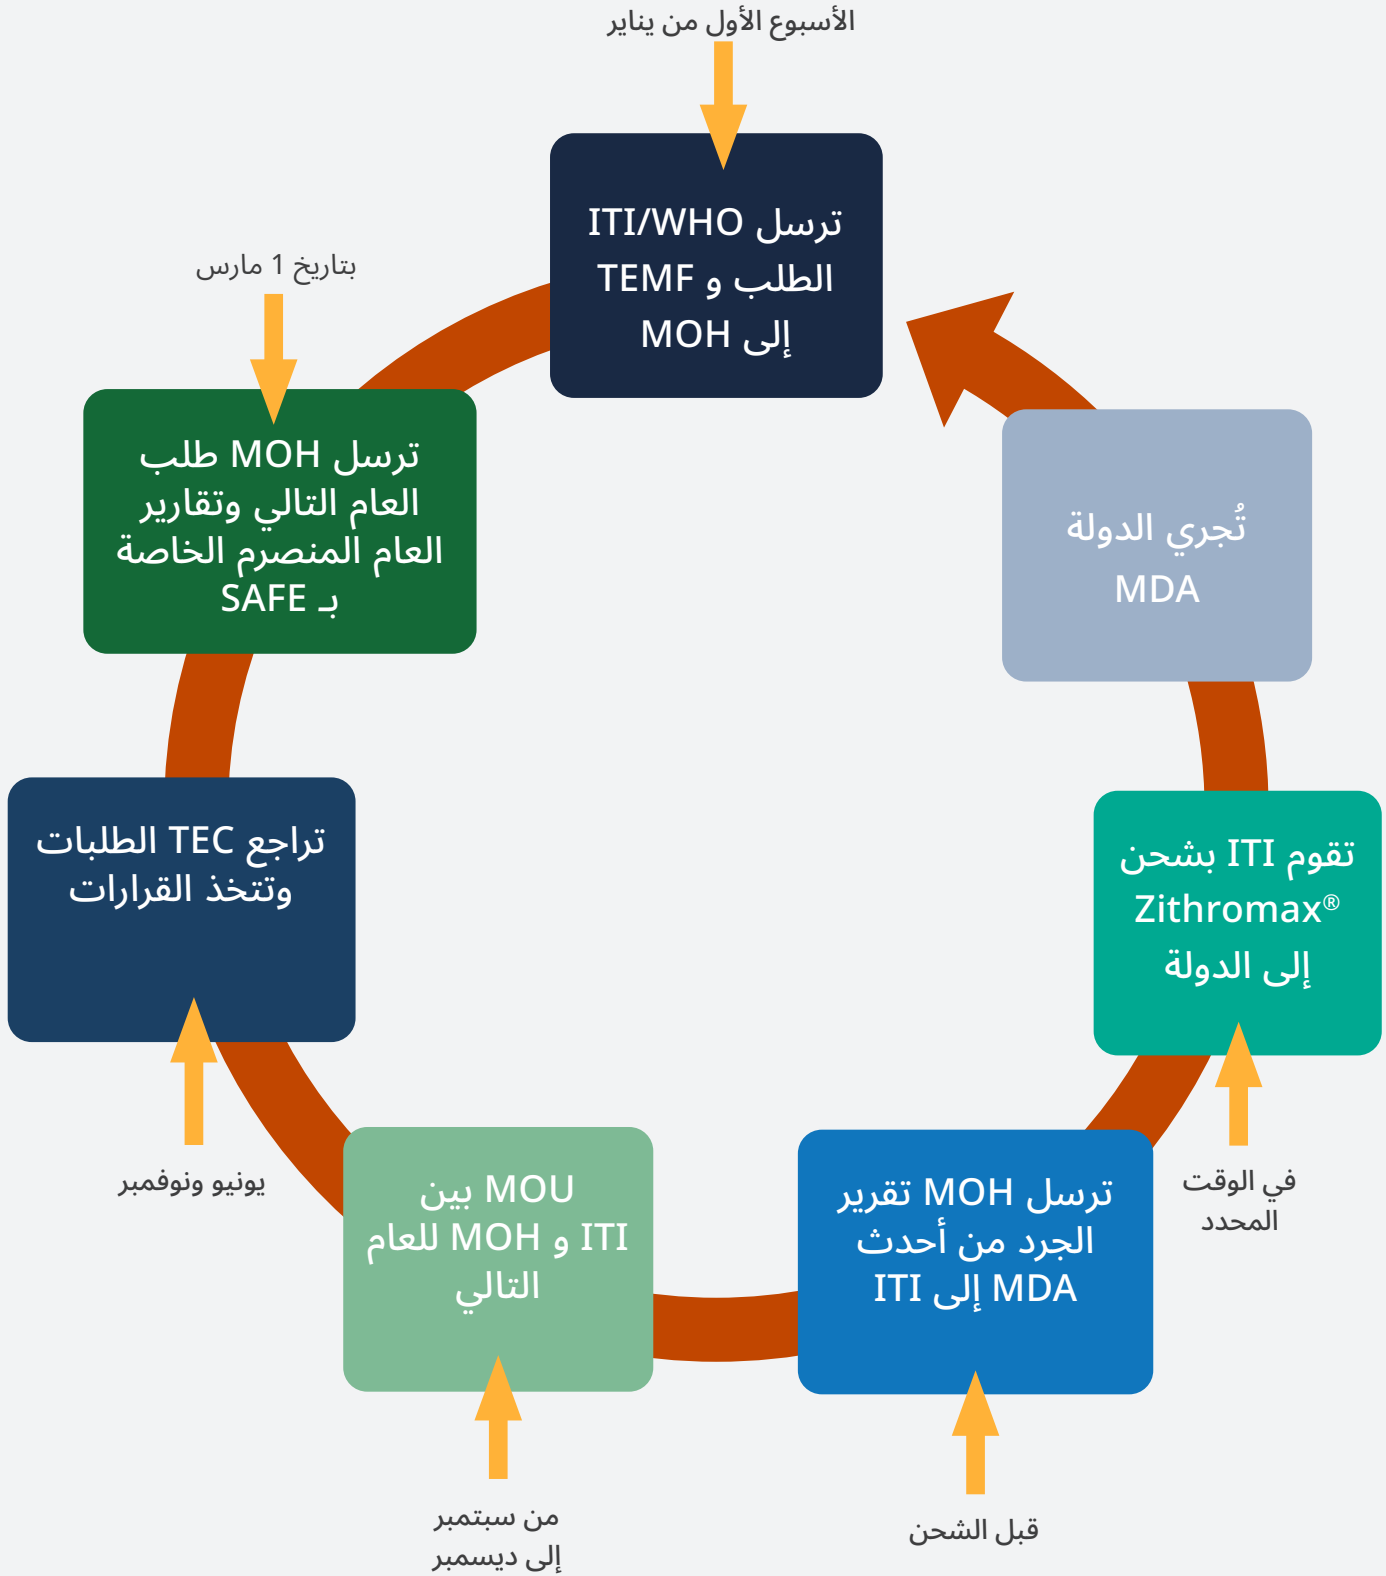 الأسبوع الأول من يناير
ترسل ITI/WHO
الطلب و TEMF
إلى MOH
بتاريخ 1 مارس
ترسل MOH طلب
العام التالي وتقارير
العام المنصرم الخاصة
بـ SAFE
تراجع TEC الطلبات
وتتخذ القرارات
يونيو ونوفمبر
MOU بين
ITI و MOH للعام
التالي
من سبتمبر
إلى ديسمبر
ترسل MOH تقرير
الجرد من أحدث
MDA إلى ITI
قبل الشحن
تقوم ITI بشحن
Zithromax®
إلى الدولة
في الوقت
المحدد
تُجري الدولة
MDA